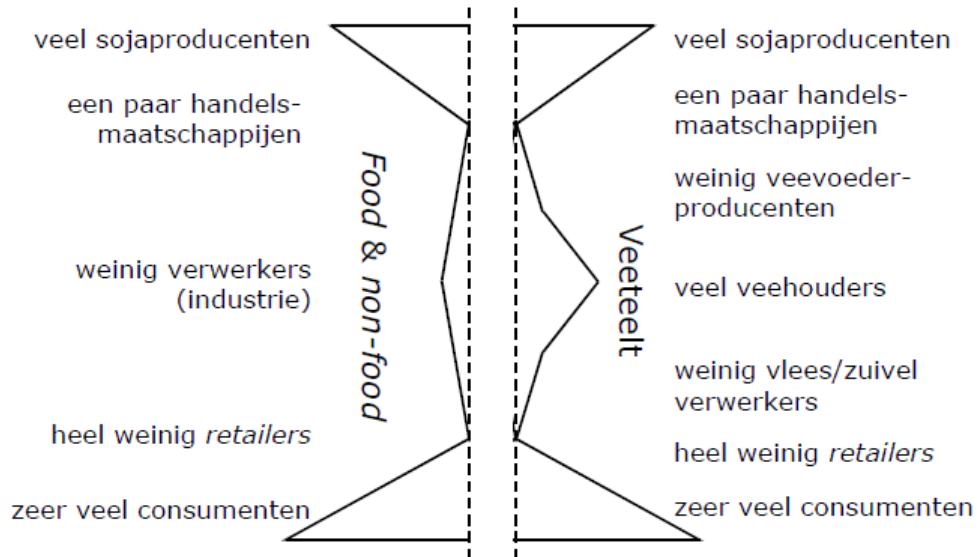 veel sojaproducenten
een paar handels-
maatschappijen
Food & non-food
weinig verwerkers
(industrie)
heel weinig retailers
zeer veel consumenten
veel sojaproducenten
een paar handels-
maatschappijen
weinig veevoeder-
producenten
Veeteelt
veel veehouders
weinig vlees/zuivel
verwerkers
heel weinig retailers
zeer veel consumenten